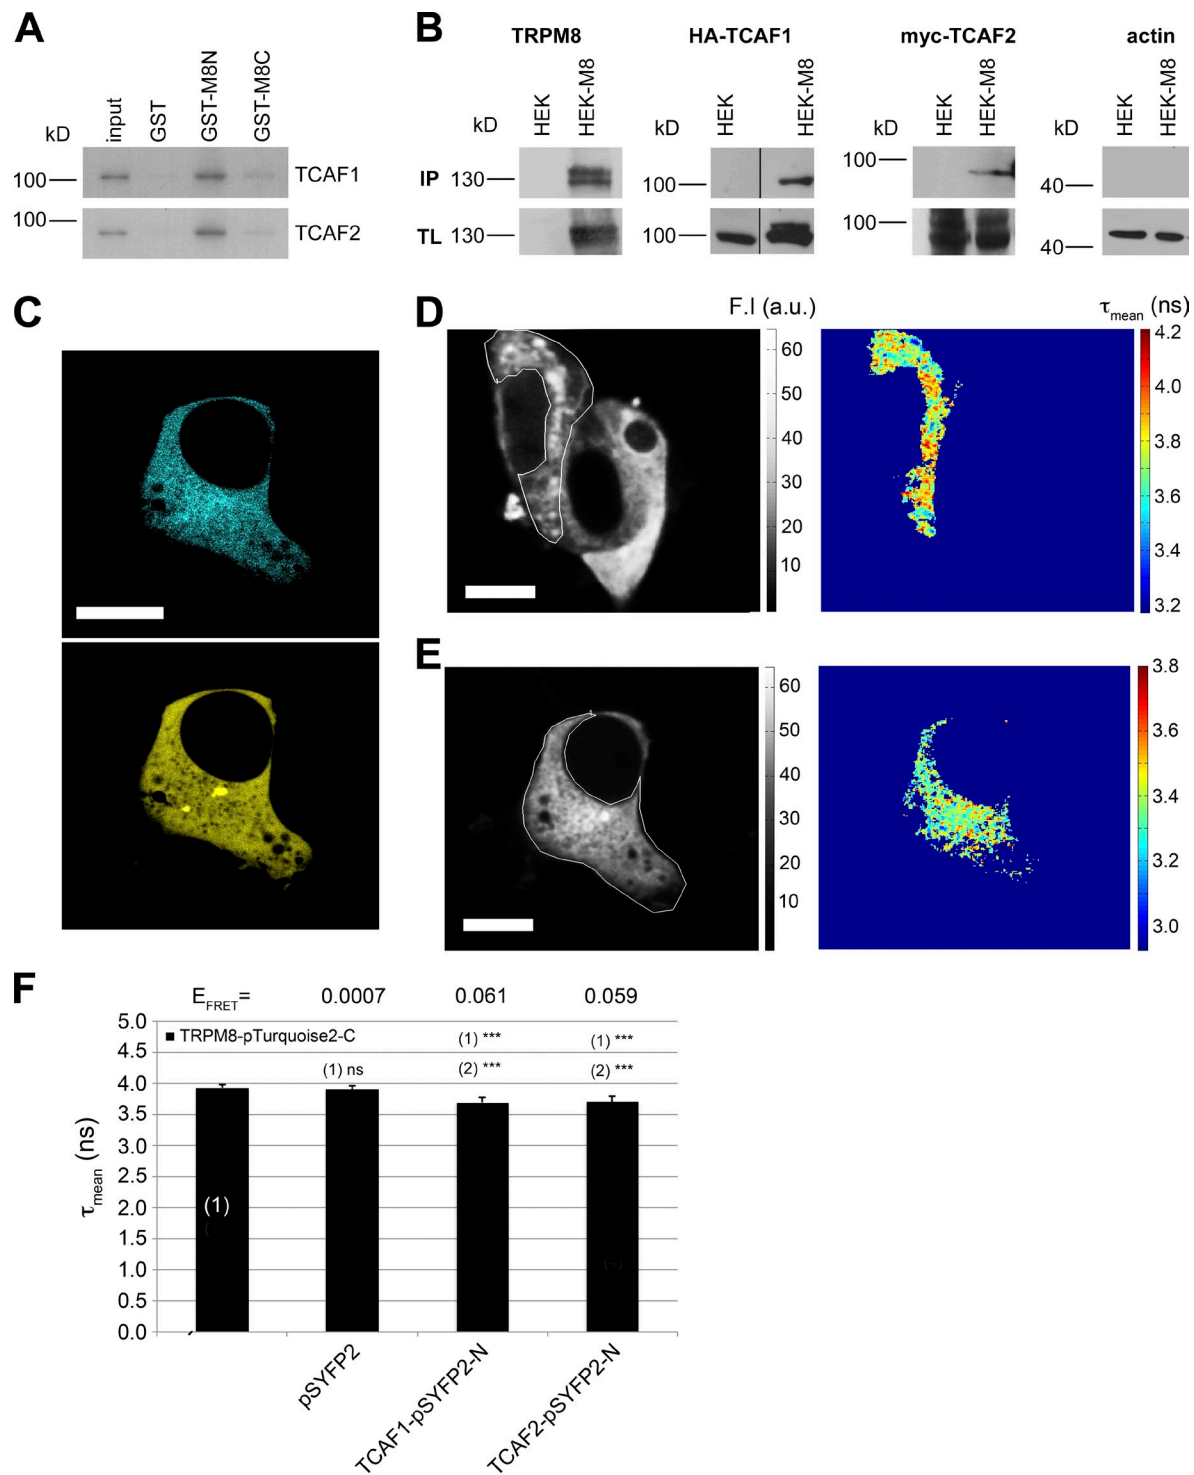 A
input
GST
GST-M8N
GST-M8C
kD
100
TCAF1
100
TCAF2
B
TRPM8
HA-TCAF1
myc-TCAF2
actin
kD
HEK
HEK-M8
kD
HEK
HEK-M8
kD
HEK
HEK-M8
kD
HEK
HEK-M8
IP
130
100
100
40
TL
130
100
100
40
C
D
F.I (a.u.)
60
50
40
30
20
10
τmean (ns)
4.2
4.0
3.8
3.6
3.4
3.2
E
60
50
40
30
20
10
3.8
3.6
3.4
3.2
3.0
F
EFRET= 0.0007 0.061 0.059
TRPM8-pTurquoise2-C
(1) *** (1) ***
(1) ns (2) *** (2) ***
τmean (ns)
5.0
4.5
4.0
3.5
3.0
2.5
2.0
1.5
1.0
0.5
0.0
(1)
pSYFP2
TCAF1-pSYFP2-N
TCAF2-pSYFP2-N